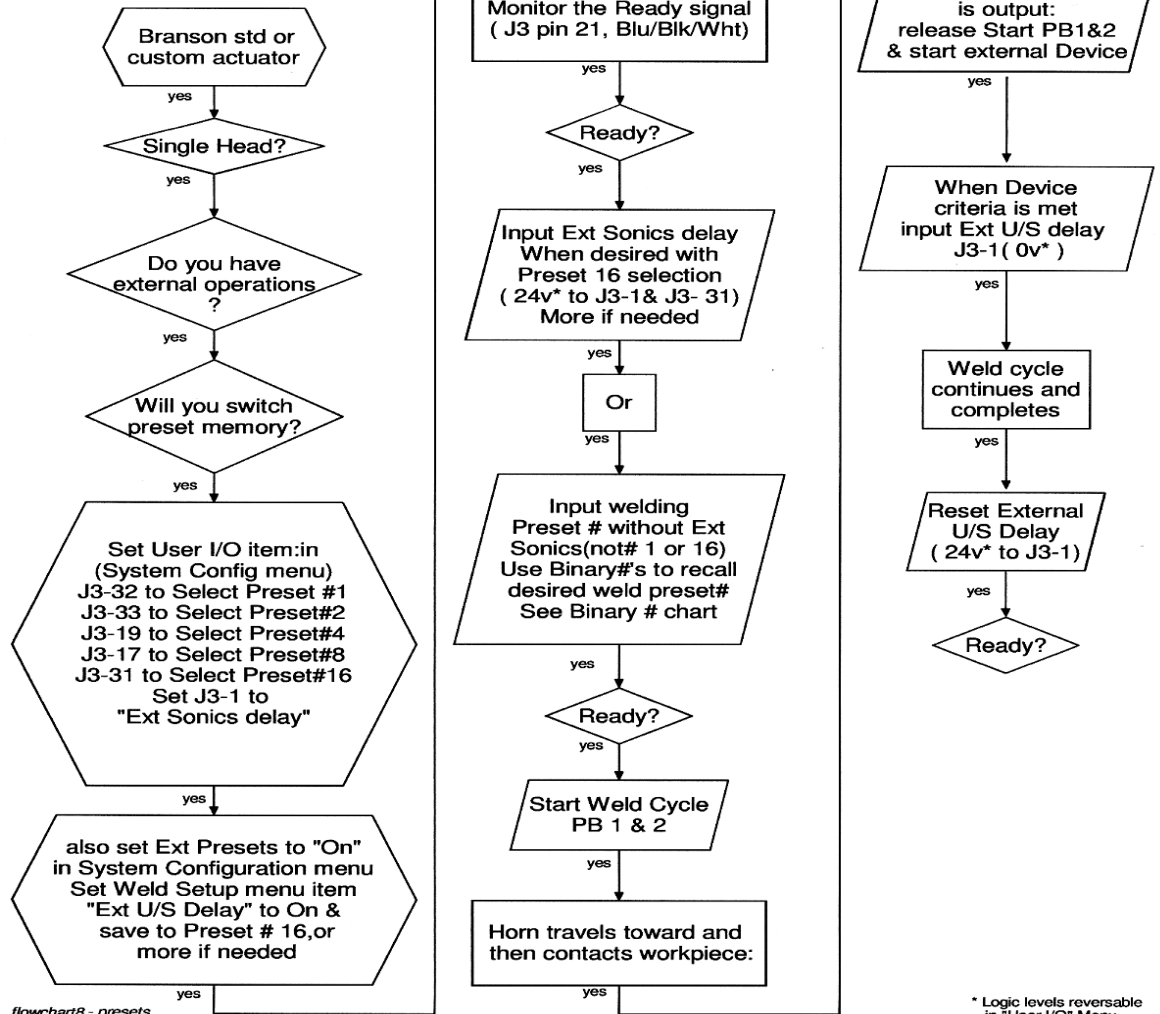 Branson std or
custom actuator
yes
Single Head?
yes
Do you have
external operations
?
yes
Will you switch
preset memory?
yes
Set User I/O item:in
(System Config menu)
J3-32 to Select Preset #1
J3-33 to Select Preset#2
J3-19 to Select Preset#4
J3-17 to Select Preset#8
J3-31 to Select Preset#16
Set J3-1 to
"Ext Sonics delay"
yes
also set Ext Presets to "On"
in System Configuration menu
Set Weld Setup menu item
"Ext U/S Delay" to On &
save to Preset # 16,or
more if needed
yes
flowchart8 - presets
Monitor the Ready signal
( J3 pin 21, Blu/Blk/Wht)
yes
Ready?
yes
Input Ext Sonics delay
When desired with
Preset 16 selection
( 24v* to J3-1& J3- 31)
More if needed
yes
Or
yes
Input welding
Preset # without Ext
Sonics(not# 1 or 16)
Use Binary#'s to recall
desired weld preset#
See Binary # chart
yes
Ready?
yes
Start Weld Cycle
PB 1 & 2
yes
Horn travels toward and
then contacts workpiece:
yes
is output:
release Start PB1&2
& start external Device
yes
When Device
criteria is met
input Ext U/S delay
J3-1( 0v* )
yes
Weld cycle
continues and
completes
yes
Reset External
U/S Delay
( 24v* to J3-1)
yes
Ready?
* Logic levels reversable
in "User I/O" Menu